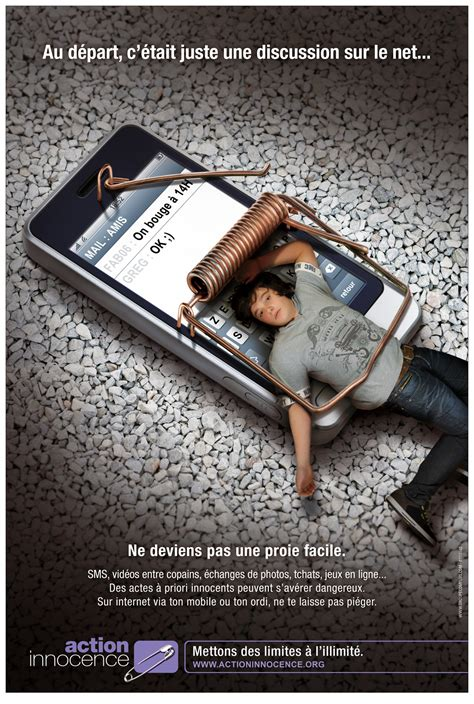 Au départ, c'était juste une discussion sur le net...
MAIL : AMIS
FAB06 : On bouge à 14H
GREG : OK ;)
retour
Ne deviens pas une proie facile.
SMS, vidéos entre copains, échanges de photos, tchats, jeux en ligne...
Des actes à priori innocents peuvent s'avérer dangereux.
Sur internet via ton mobile ou ton ordi, ne te laisse pas piéger.
action
innocence
Mettons des limites à l'illimité.
WWW.ACTIONINNOCENCE.ORG